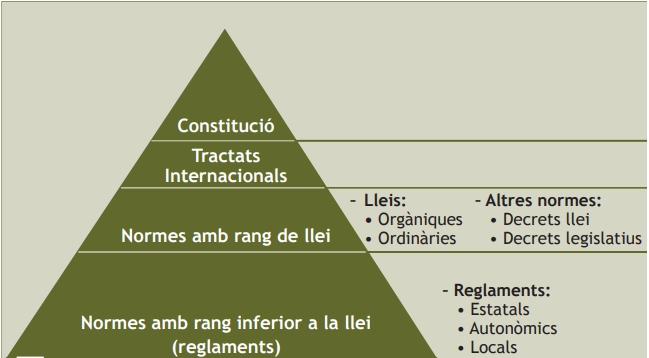 Constitució
Tractats
Internacionals
Normes amb rang de llei
– Lleis:
• Orgàniques
• Ordinàries
– Altres normes:
• Decrets llei
• Decrets legislatius
Normes amb rang inferior a la llei
(reglaments)
– Reglaments:
• Estatals
• Autonòmics
• Locals